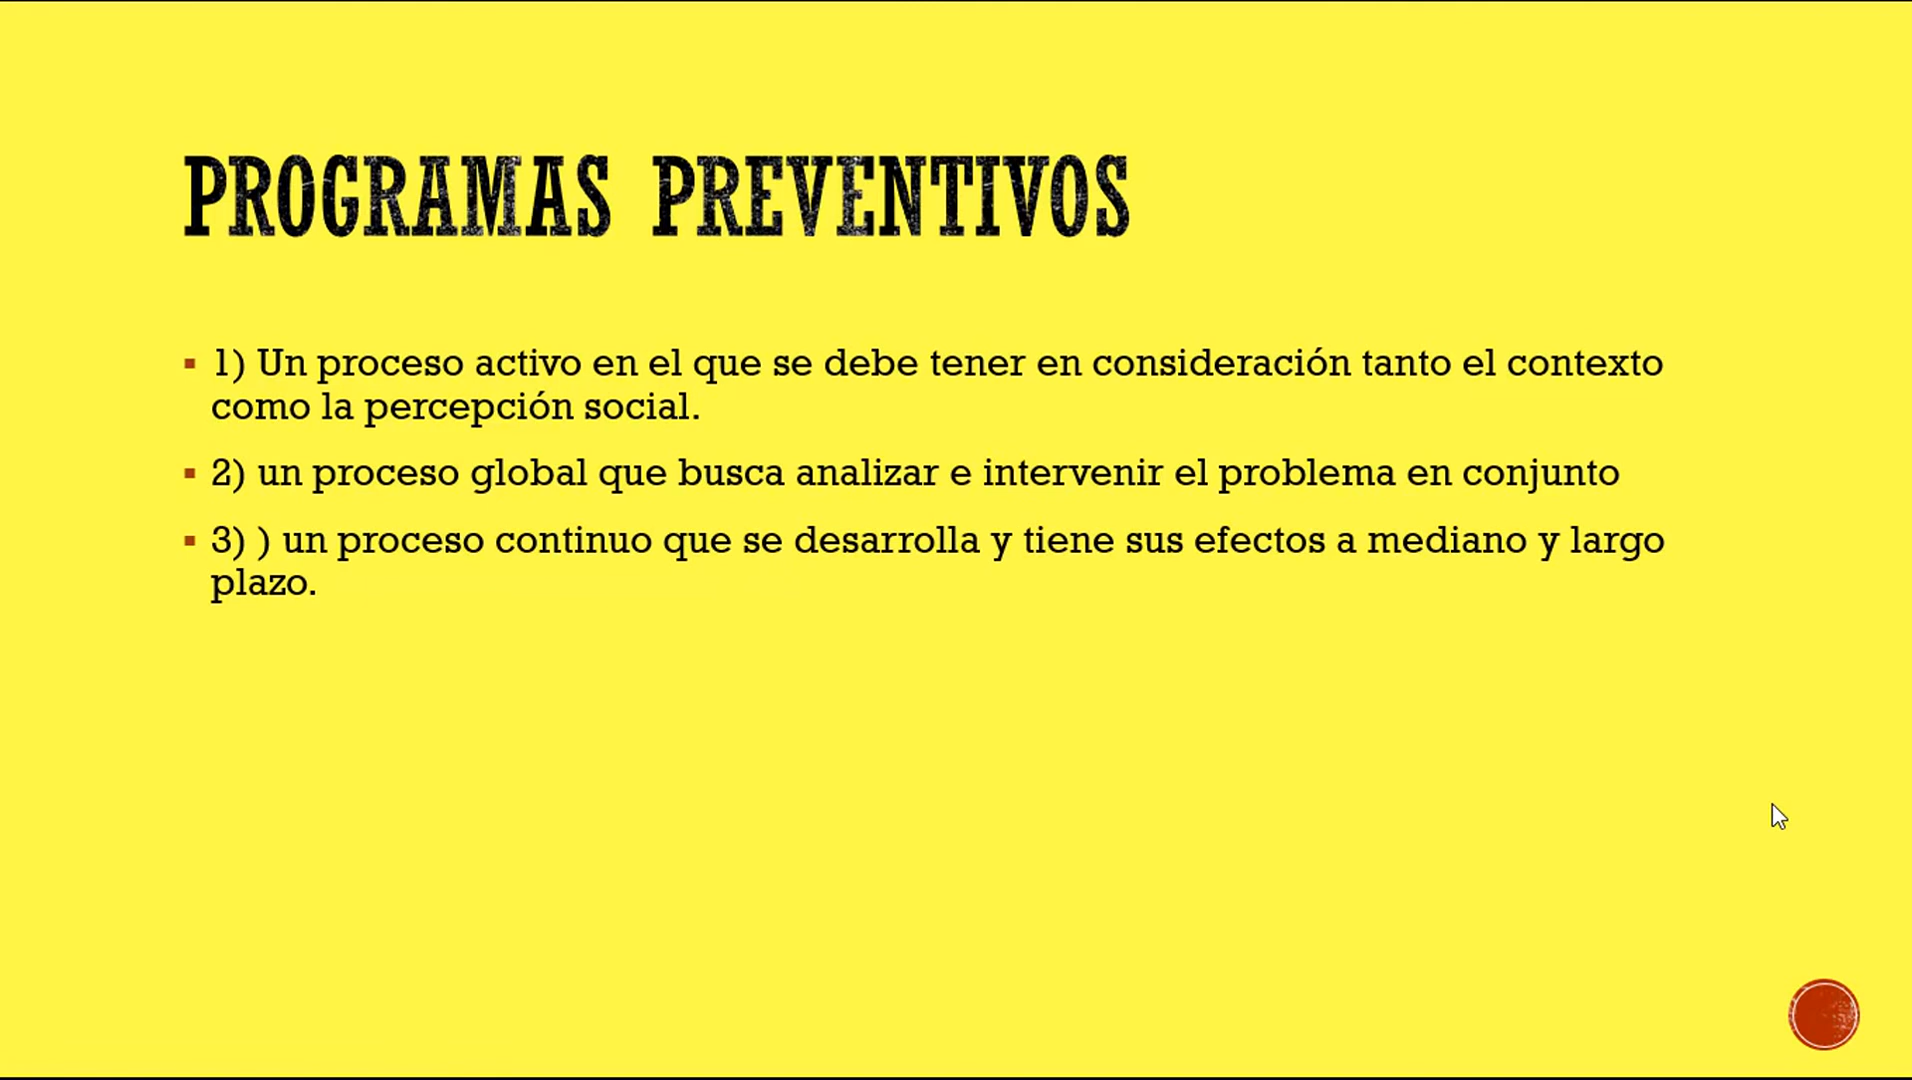 PROGRAMAS PREVENTIVOS
▪ 1) Un proceso activo en el que se debe tener en consideración tanto el contexto
como la percepción social.
▪ 2) un proceso global que busca analizar e intervenir el problema en conjunto
▪ 3) ) un proceso continuo que se desarrolla y tiene sus efectos a mediano y largo
plazo.